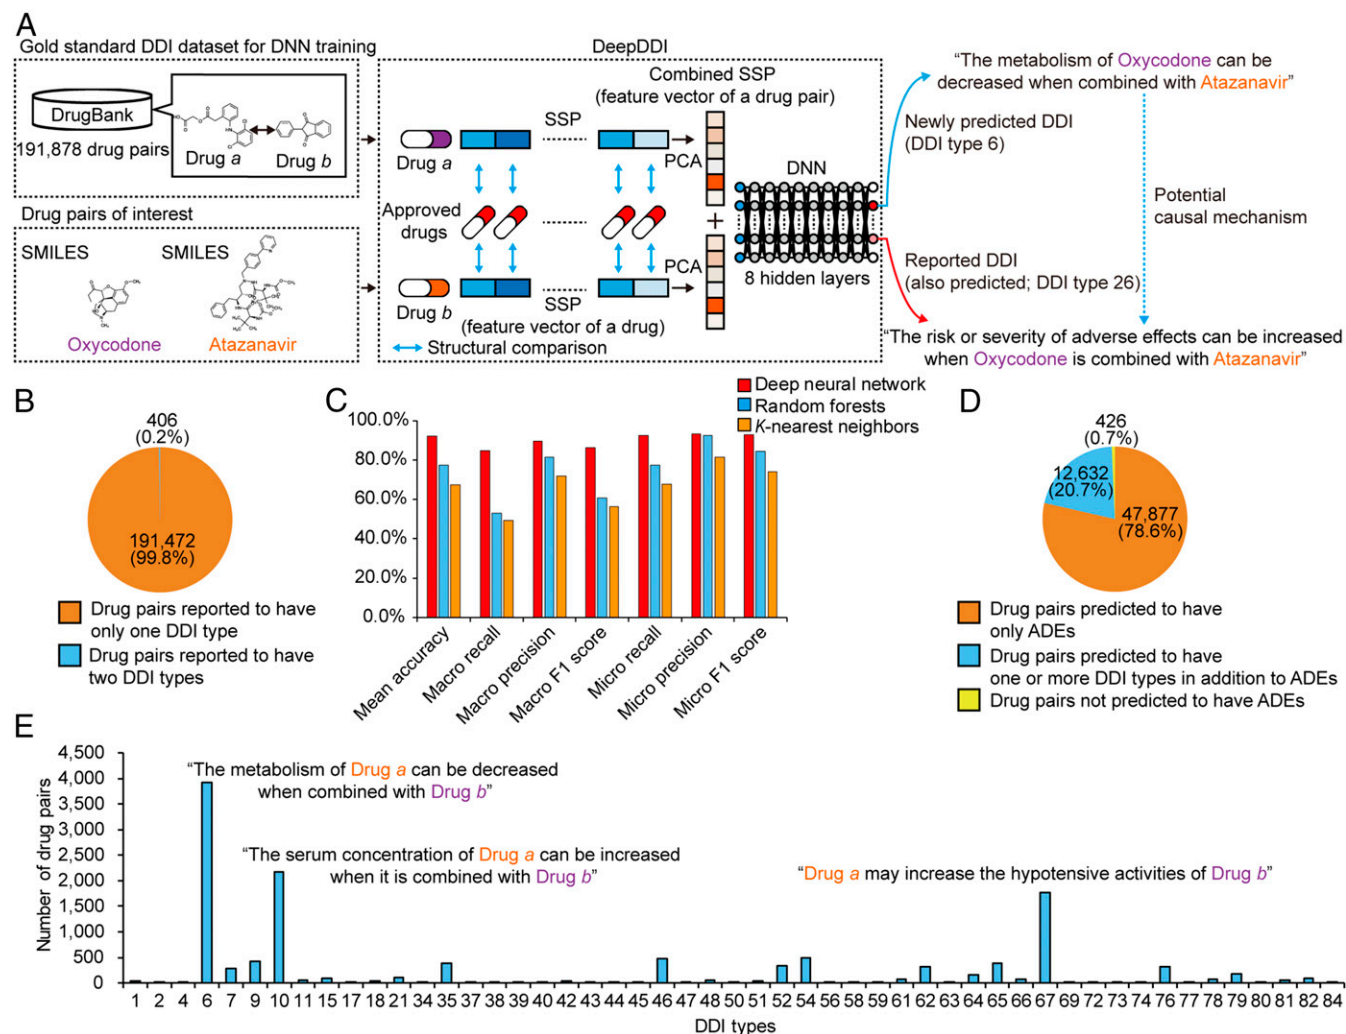 A
Gold standard DDI dataset for DNN training
DrugBank
191,878 drug pairs
Drug a
Drug b
Drug pairs of interest
SMILES
SMILES
Oxycodone
Atazanavir
DeepDDI
Combined SSP
(feature vector of a drug pair)
SSP
Drug a
PCA
DNN
Approved
drugs
+
8 hidden layers
PCA
Drug b
SSP
(feature vector of a drug)
Structural comparison
“The metabolism of Oxycodone can be
decreased when combined with Atazanavir”
Newly predicted DDI
(DDI type 6)
Potential
causal mechanism
Reported DDI
(also predicted; DDI type 26)
“The risk or severity of adverse effects can be increased
when Oxycodone is combined with Atazanavir”
B
406
(0.2%)
191,472
(99.8%)
Drug pairs reported to have
only one DDI type
Drug pairs reported to have
two DDI types
C
Deep neural network
Random forests
K-nearest neighbors
100.0%
80.0%
60.0%
40.0%
20.0%
0.0%
Mean accuracy
Macro recall
Macro precision
Macro F1 score
Micro recall
Micro precision
Micro F1 score
D
426
(0.7%)
12,632
(20.7%)
47,877
(78.6%)
Drug pairs predicted to have
only ADEs
Drug pairs predicted to have
one or more DDI types in addition to ADEs
Drug pairs not predicted to have ADEs
E
Number of drug pairs
4,500
4,000
3,500
3,000
2,500
2,000
1,500
1,000
500
0
“The metabolism of Drug a can be decreased
when combined with Drug b”
“The serum concentration of Drug a can be increased
when it is combined with Drug b”
“Drug a may increase the hypotensive activities of Drug b”
1 2 4 6 7 9 10 11 15 17 18 21 34 35 37 38 39 40 42 43 44 45 46 47 48 50 51 52 54 56 58 59 61 62 63 64 65 66 67 69 72 73 74 76 77 78 79 80 81 82 84
DDI types